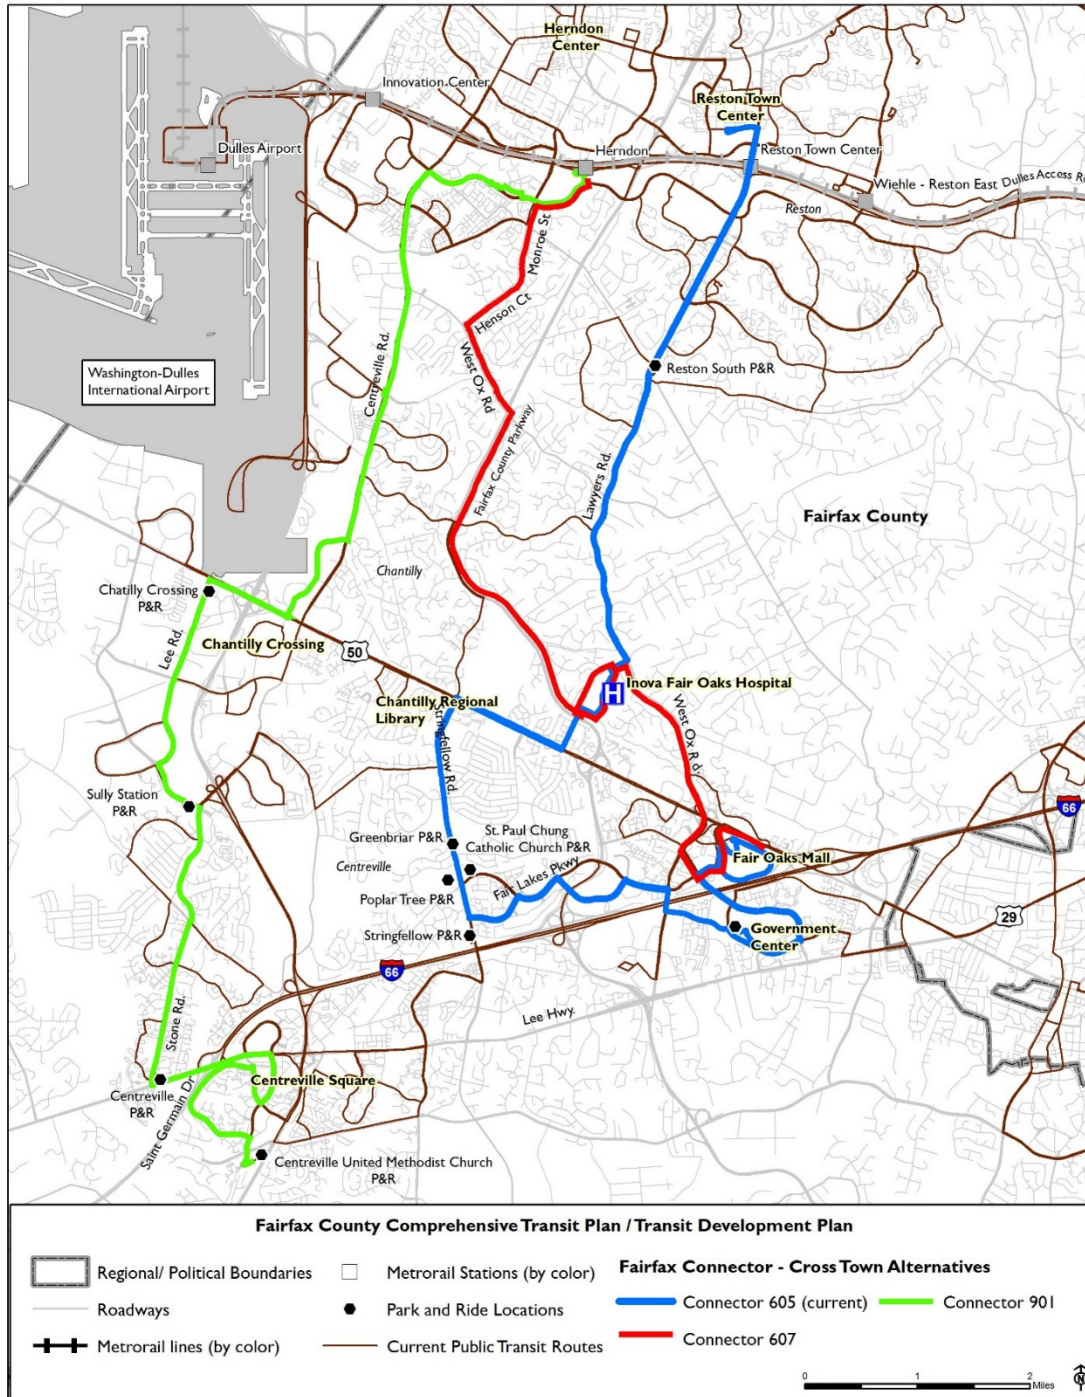 Herndon
Center
Innovation Center
Reston Town
Center
Dulles Airport
Herndon
Reston Town Center
Wiehle - Reston East
Dulles Access R
Reston
Monroe St
Henson Ct
West Ox Rd
Centreville Rd.
Reston South P&R
Washington-Dulles
International Airport
Fairfax County Parkway
Lawyers Rd.
Fairfax County
Chantilly
Chatilly Crossing
P&R
Lee Rd.
Chantilly Crossing
50
Inova Fair Oaks Hospital
H
Chantilly Regional
Library
Stringfellow Rd.
West Ox Rd
Sully Station
P&R
Greenbriar P&R
St. Paul Chung
Catholic Church P&R
66
Fair Oaks Mall
Centreville
Fair Lakes Pkwy
Poplar Tree P&R
29
Stringfellow P&R
Government
Center
66
Lee Hwy.
Stone Rd.
Centreville
P&R
Centreville Square
Saint Germain Dr
Centreville United Methodist Church
P&R
Fairfax County Comprehensive Transit Plan / Transit Development Plan
Regional/ Political Boundaries
Metrorail Stations (by color)
Fairfax Connector - Cross Town Alternatives
Roadways
Park and Ride Locations
Connector 605 (current)
Connector 901
Metrorail lines (by color)
Current Public Transit Routes
Connector 607
0 1 2
Miles